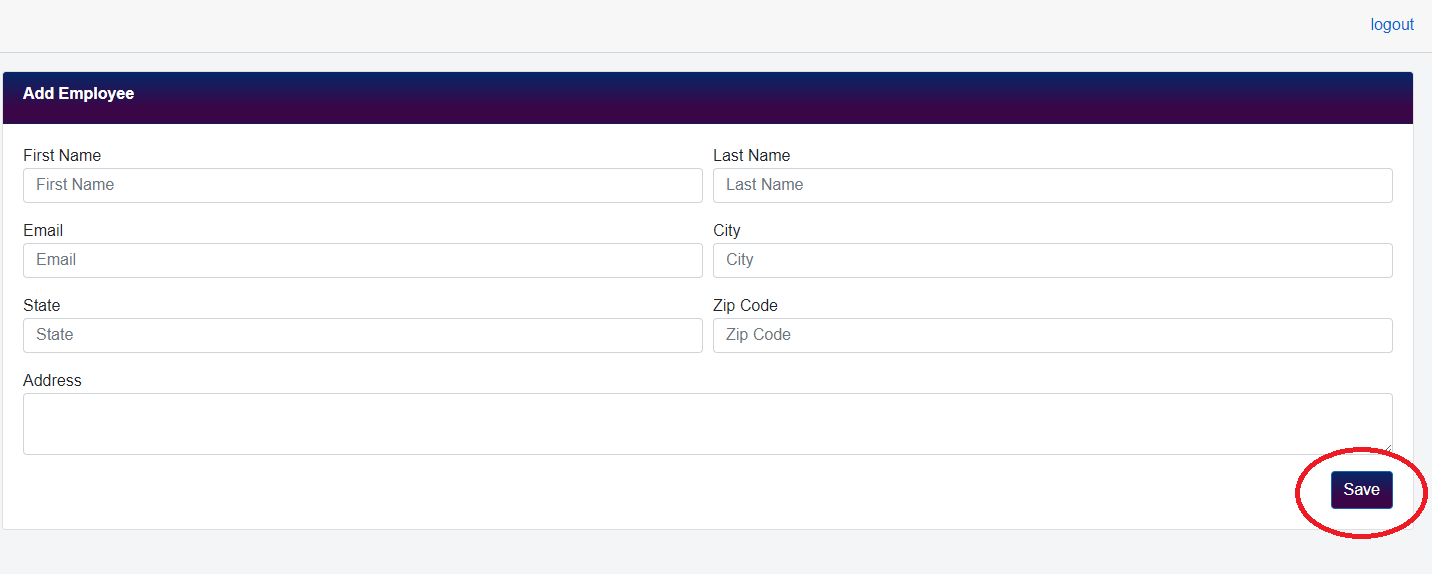 logout
Add Employee
First Name Last Name
First Name Last Name
Email City
Email City
State Zip Code
State Zip Code
Address
Save